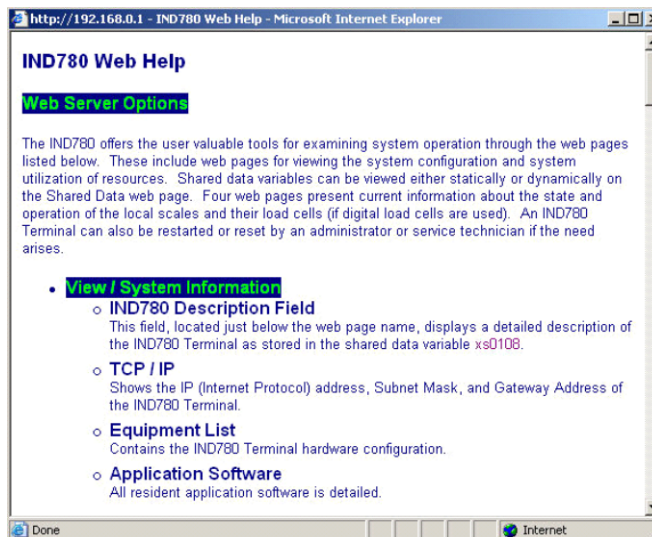 http://192.168.0.1 - IND780 Web Help - Microsoft Internet Explorer
IND780 Web Help
Web Server Options
The IND780 offers the user valuable tools for examining system operation through the web pages
listed below. These include web pages for viewing the system configuration and system
utilization of resources. Shared data variables can be viewed either statically or dynamically on
the Shared Data web page. Four web pages present current information about the state and
operation of the local scales and their load cells (if digital load cells are used). An IND780
Terminal can also be restarted or reset by an administrator or service technician if the need
arises.
• View / System Information
o IND780 Description Field
This field, located just below the web page name, displays a detailed description of
the IND780 Terminal as stored in the shared data variable xs0108.
o TCP / IP
Shows the IP (Internet Protocol) address, Subnet Mask, and Gateway Address of
the IND780 Terminal.
o Equipment List
Contains the IND780 Terminal hardware configuration.
o Application Software
All resident application software is detailed.
Done
Internet